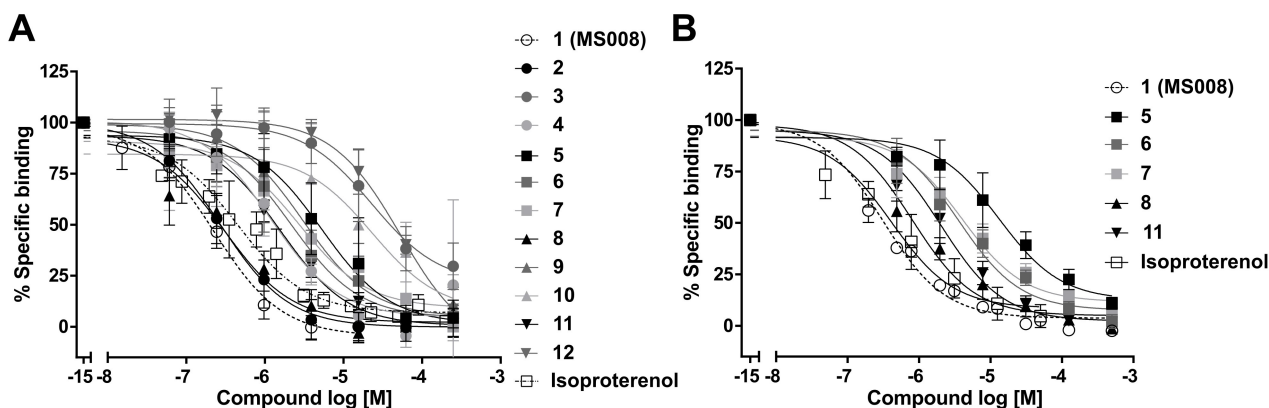 A
% Specific binding
125
100
75
50
25
0
-15 -8 -7 -6 -5 -4 -3
Compound log [M]
1 (MS008)
2
3
4
5
6
7
8
9
10
11
12
Isoproterenol
B
% Specific binding
125
100
75
50
25
0
-15 -8 -7 -6 -5 -4 -3
Compound log [M]
1 (MS008)
5
6
7
8
11
Isoproterenol